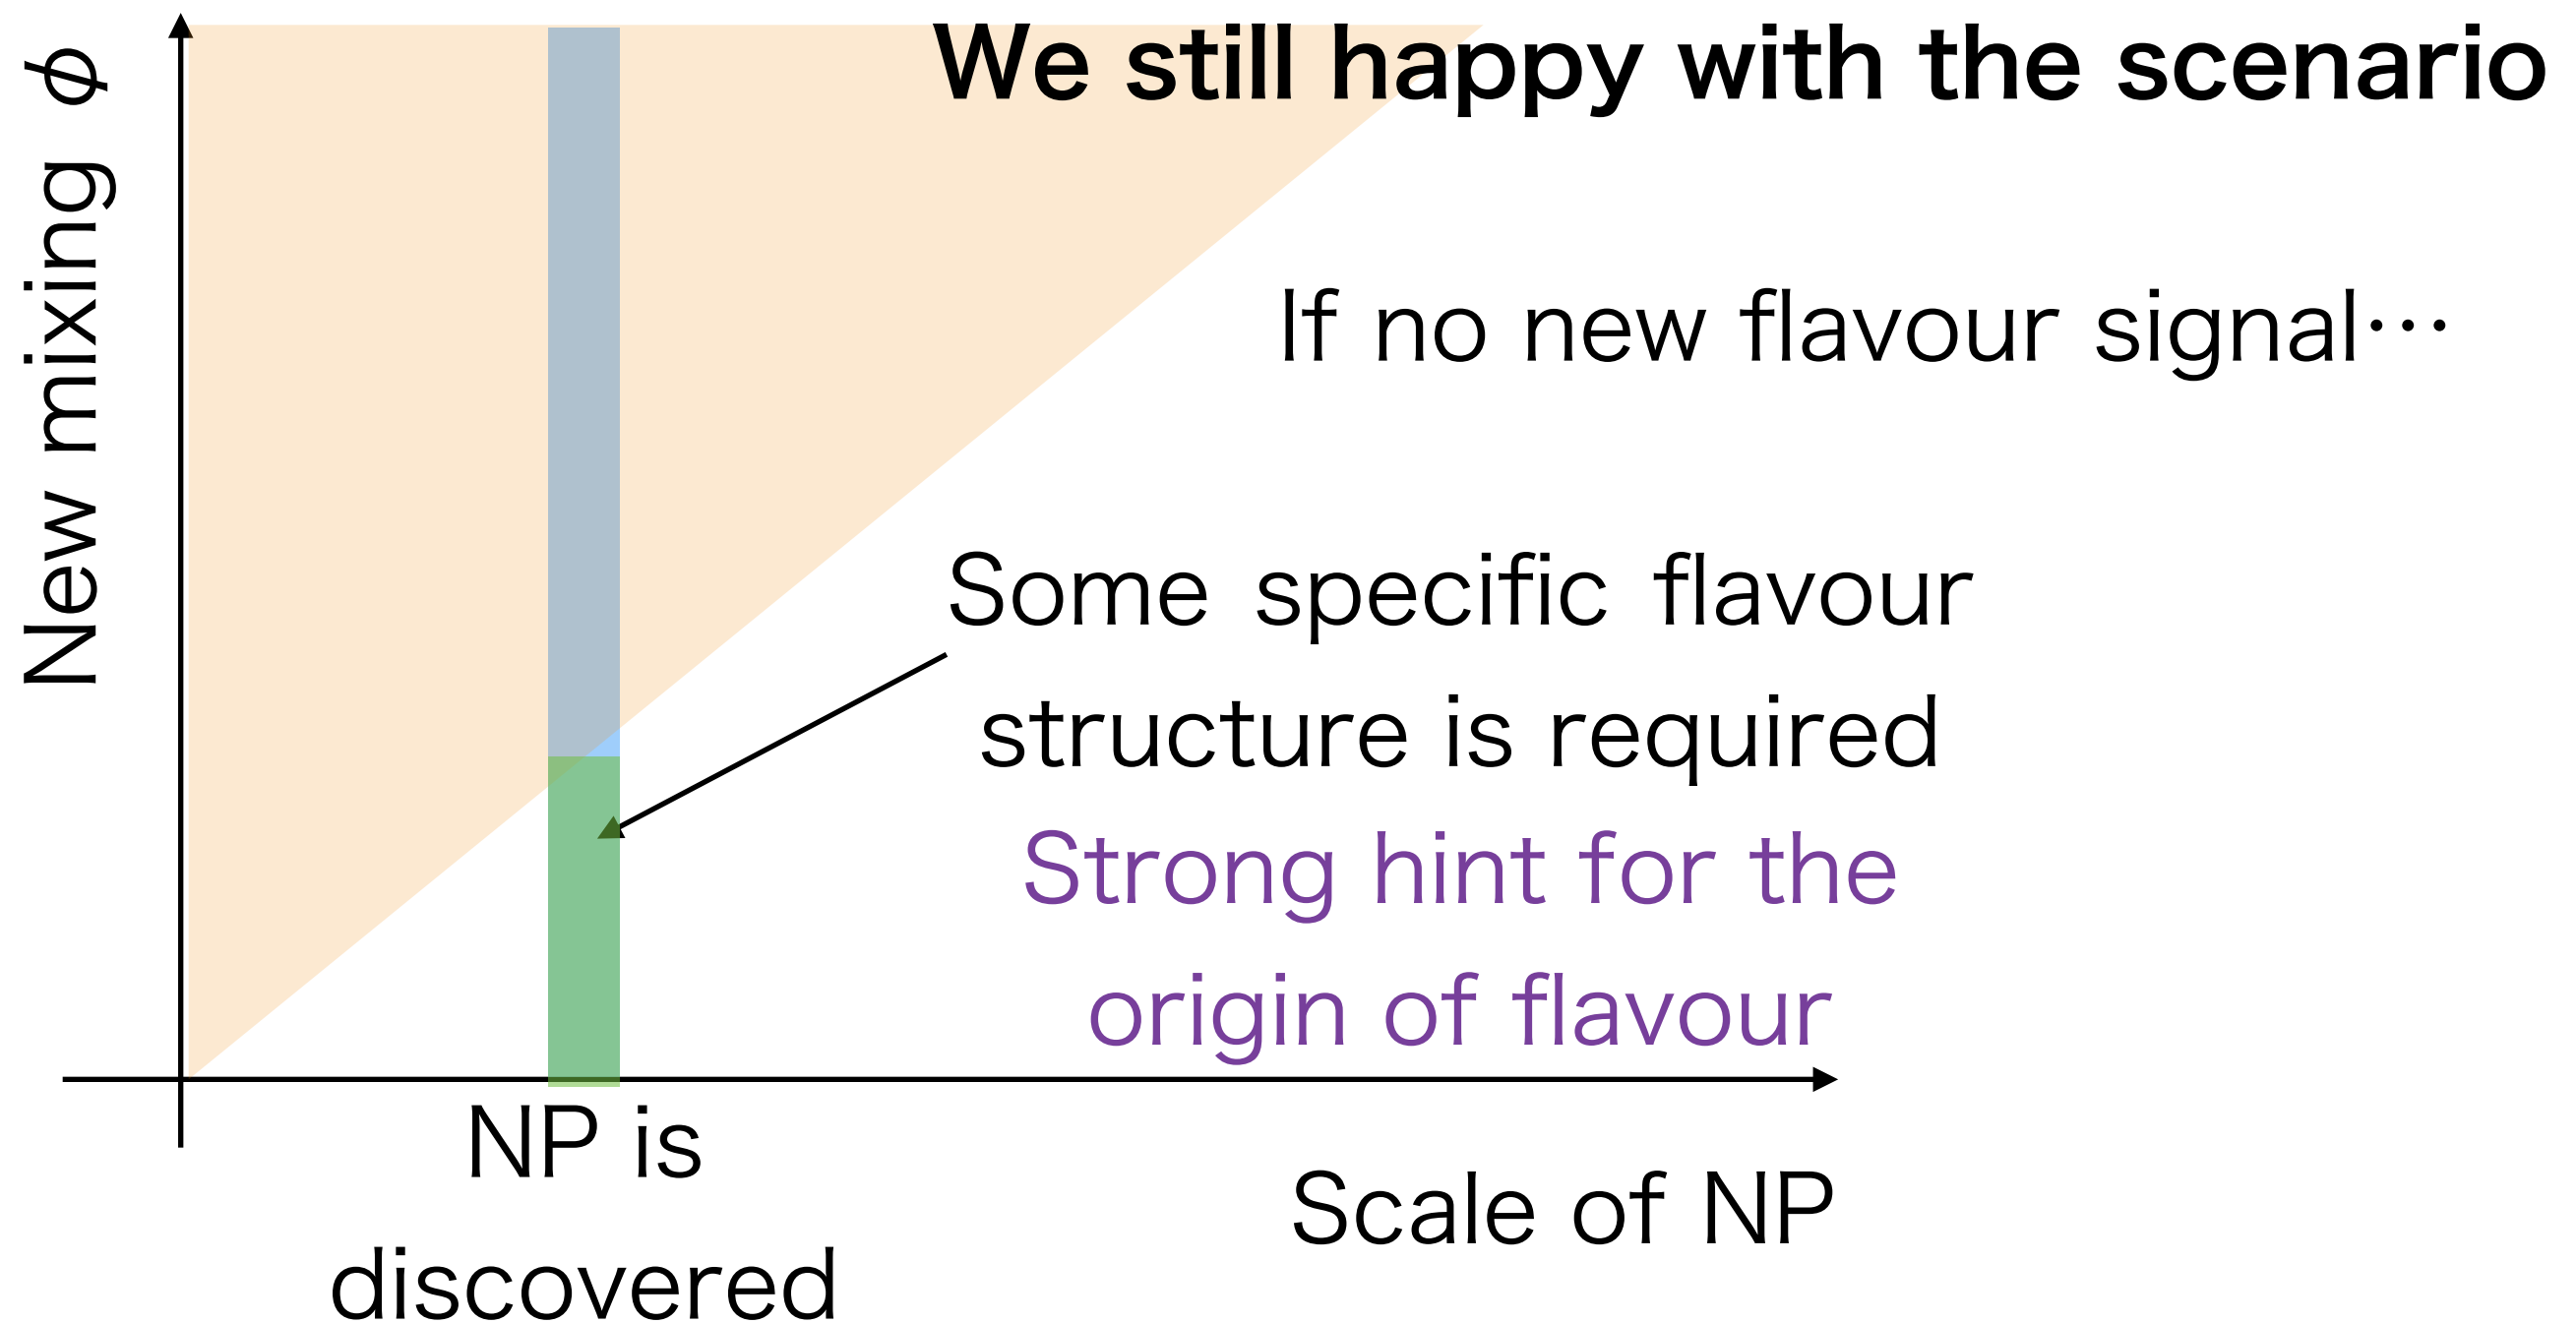 We still happy with the scenario
New mixing ϕ
If no new flavour signal…
Some specific flavour
structure is required
Strong hint for the
origin of flavour
NP is
discovered
Scale of NP